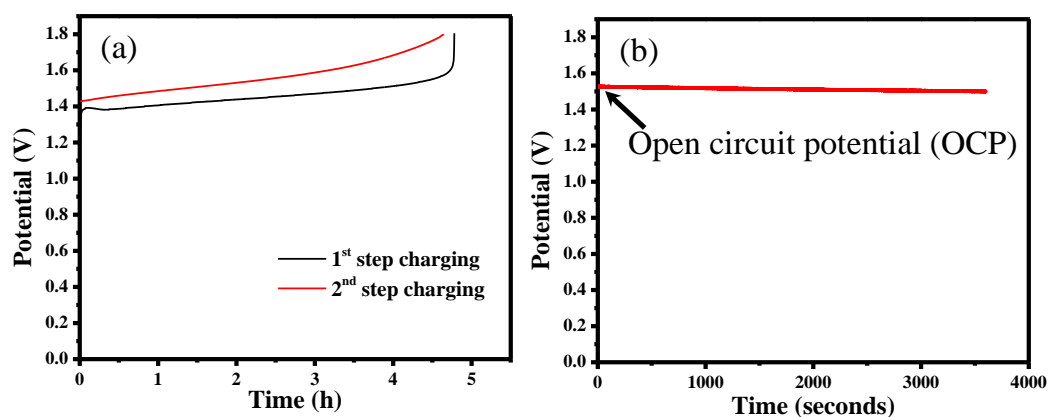 (a)
1.8
1.6
1.4
1.2
1.0
0.8
0.6
0.4
0.2
0.0
Potential (V)
1st step charging
2nd step charging
0 1 2 3 4 5
Time (h)
(b)
1.8
1.6
1.4
1.2
1.0
0.8
0.6
0.4
0.2
0.0
Potential (V)
Open circuit potential (OCP)
0 1000 2000 3000 4000
Time (seconds)